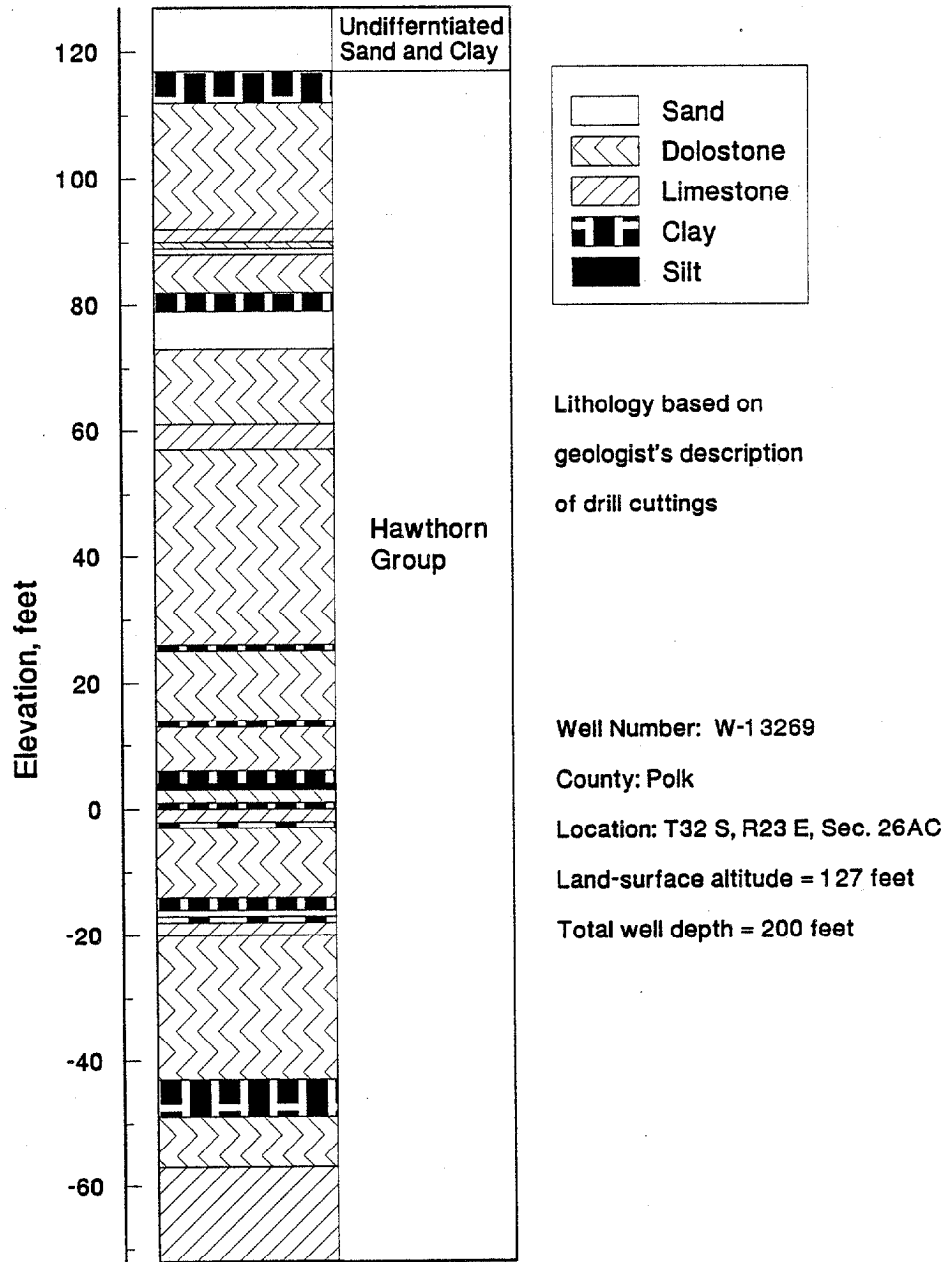 Undifferntiated
Sand and Clay
Elevation, feet
120
100
80
60
40
20
0
-20
-40
-60
Hawthorn
Group
Sand
Dolostone
Limestone
Clay
Silt
Lithology based on
geologist's description
of drill cuttings
Well Number: W-13269
County: Polk
Location: T32 S, R23 E, Sec. 26AC
Land-surface altitude = 127 feet
Total well depth = 200 feet